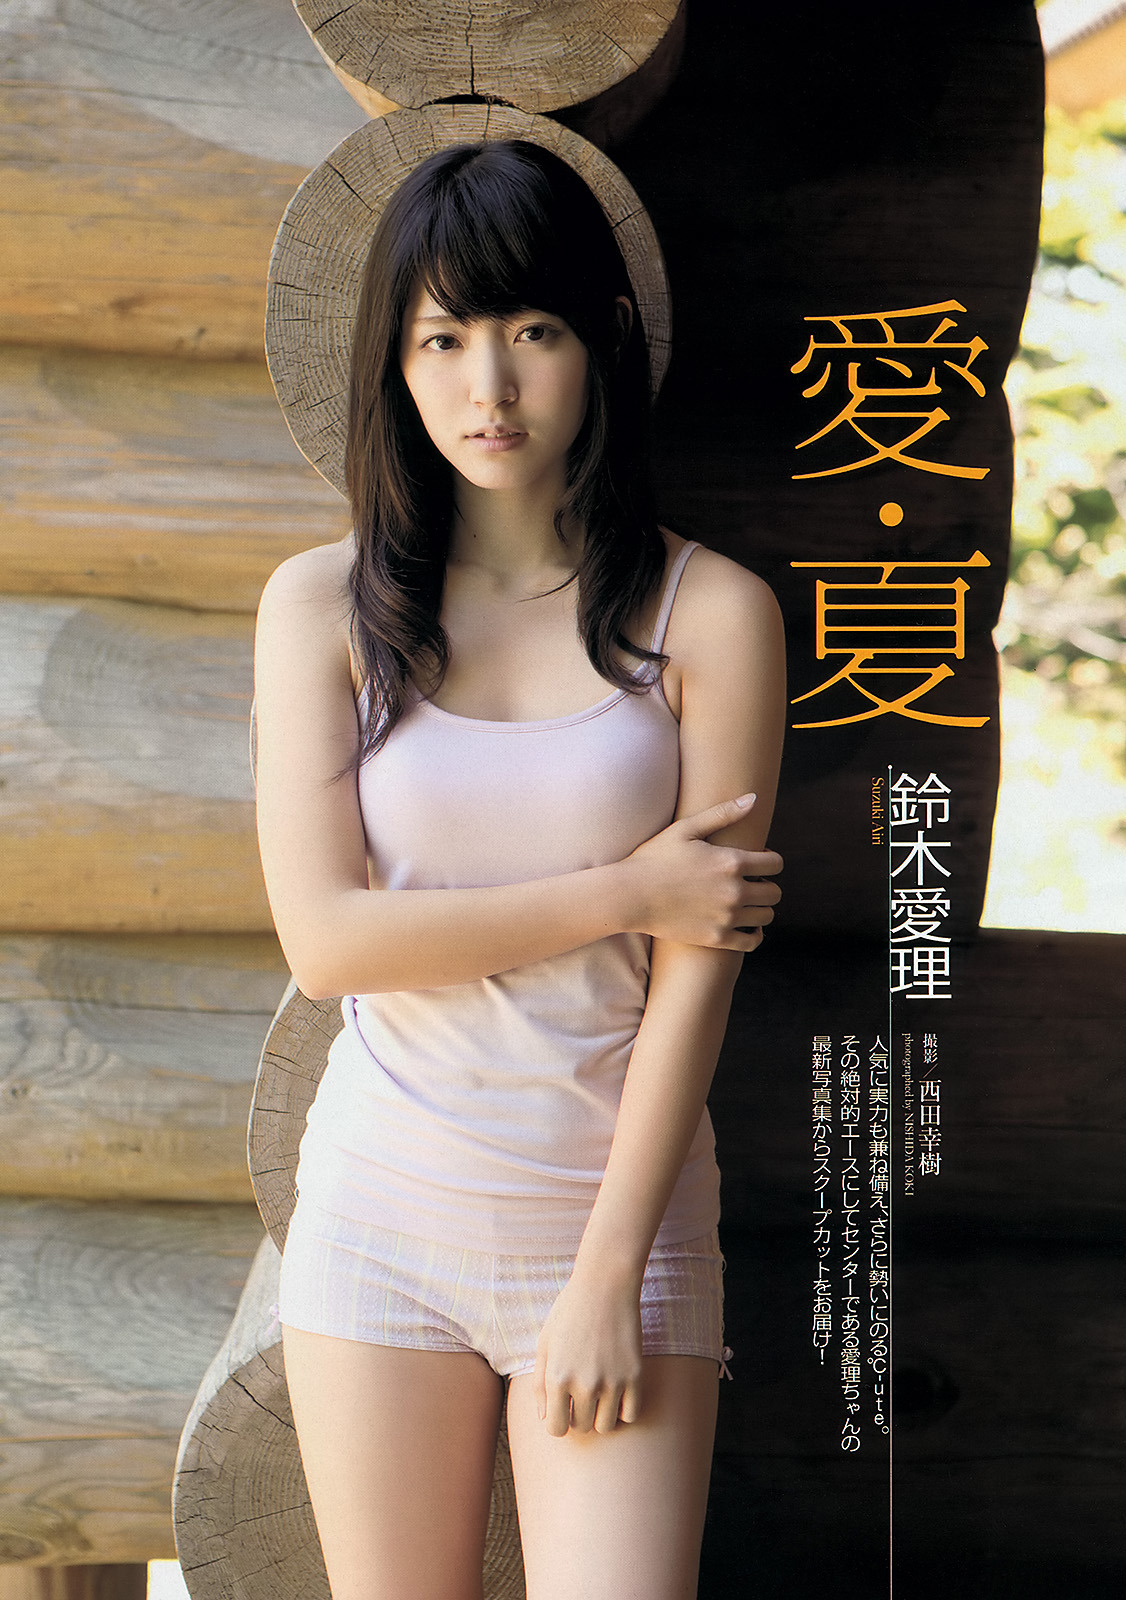 愛・夏
鈴木愛理
Suzuki Airi
撮影／西田幸樹
photographed by NISHIDA KOKI
人気に実力も兼ね備え、さらに勢いにのる℃-ute。
その絶対的エースにしてセンターである愛理ちゃんの
最新写真集からスクープカットをお届け！